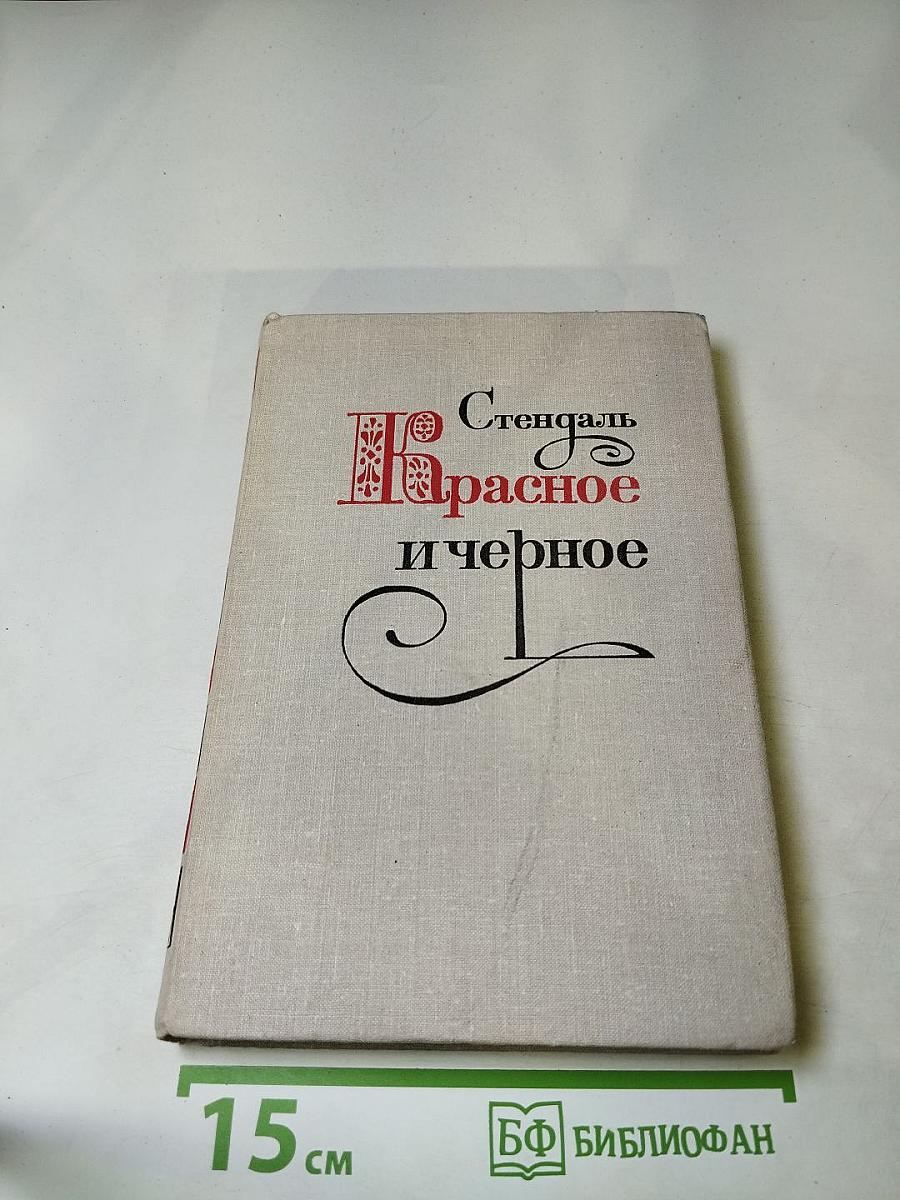 Стендаль
Красное
и черное
15 см
БФ БИБЛИОФАН